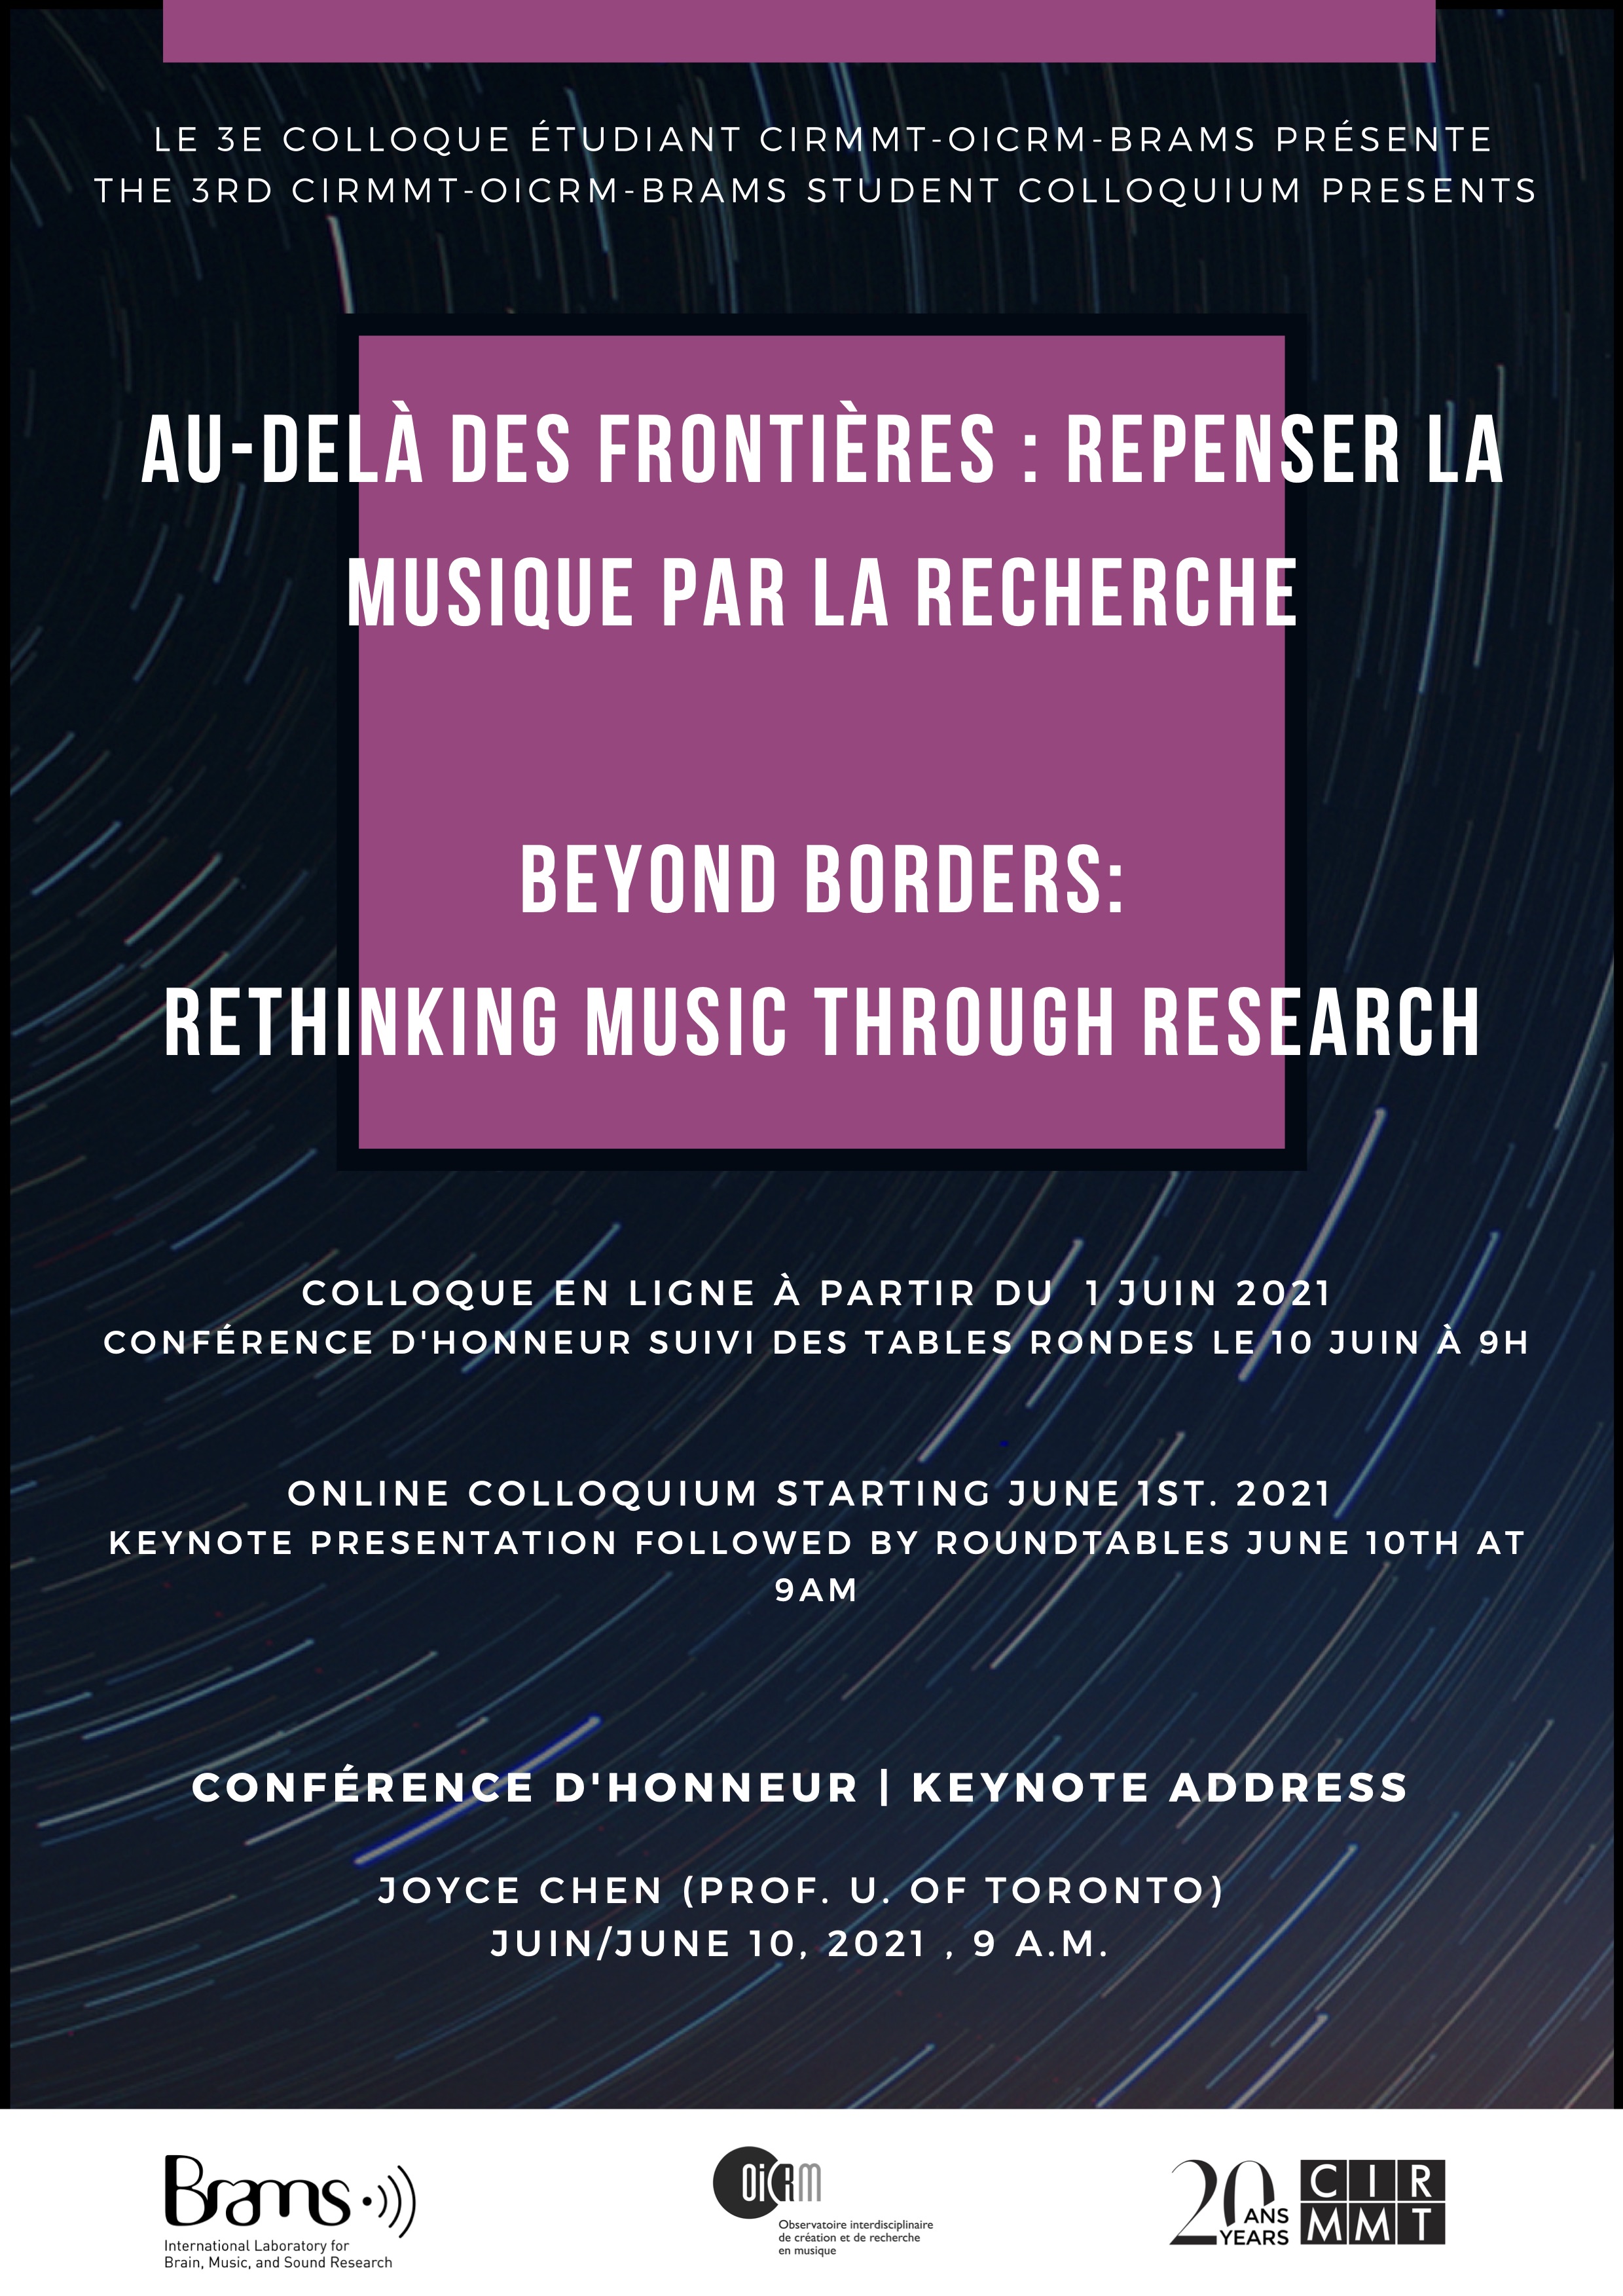 LE 3E COLLOQUE ÉTUDIANT CIRMMT-OICRM-BRAMS PRÉSENTE
THE 3RD CIRMMT-OICRM-BRAMS STUDENT COLLOQUIUM PRESENTS
AU-DELÀ DES FRONTIÈRES : REPENSER LA
MUSIQUE PAR LA RECHERCHE
BEYOND BORDERS:
RETHINKING MUSIC THROUGH RESEARCH
COLLOQUE EN LIGNE À PARTIR DU 1 JUIN 2021
CONFÉRENCE D'HONNEUR SUIVI DES TABLES RONDES LE 10 JUIN À 9H
ONLINE COLLOQUIUM STARTING JUNE 1ST. 2021
KEYNOTE PRESENTATION FOLLOWED BY ROUNDTABLES JUNE 10TH AT
9AM
CONFÉRENCE D'HONNEUR | KEYNOTE ADDRESS
JOYCE CHEN (PROF. U. OF TORONTO)
JUIN/JUNE 10, 2021 , 9 A.M.
Brams
International Laboratory for
Brain, Music, and Sound Research
OiCRM
Observatoire interdisciplinaire
de création et de recherche
en musique
20 ANS
YEARS
CIR
MMT